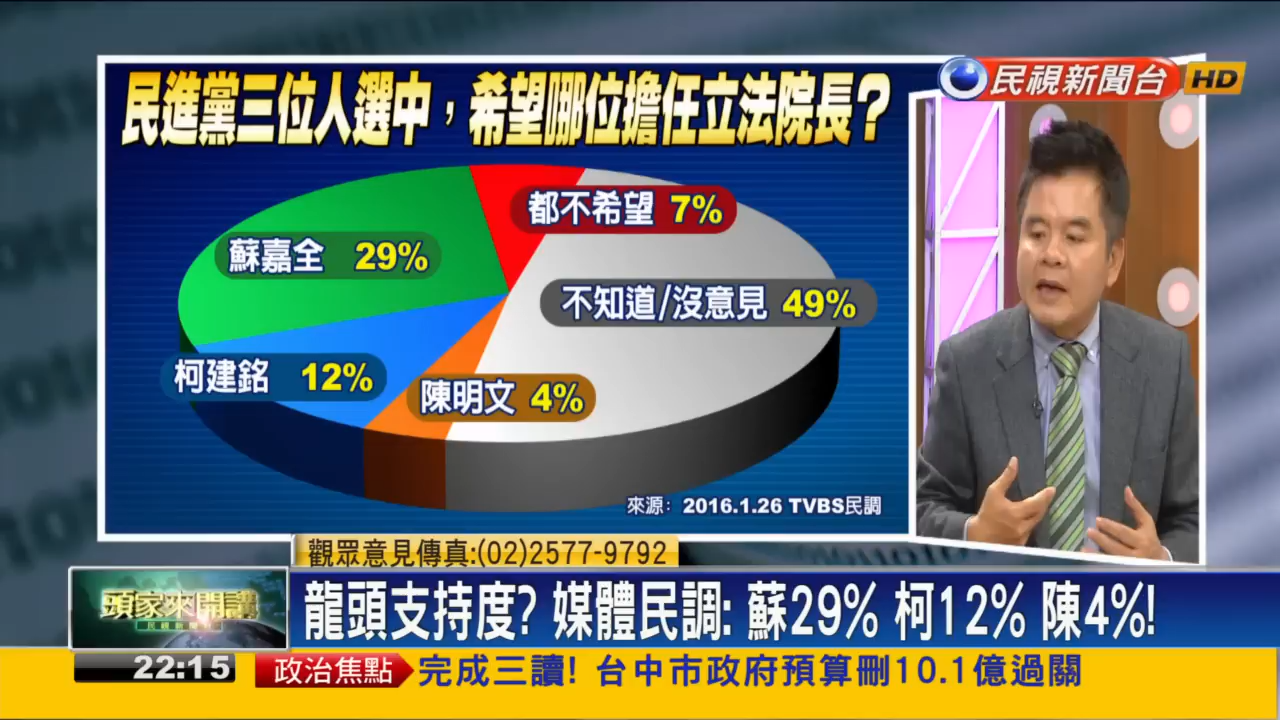 民進黨三位人選中，希望哪位擔任立法院長？
民視新聞台 HD
都不希望 7%
蘇嘉全 29%
不知道/沒意見 49%
柯建銘 12%
陳明文 4%
來源：2016.1.26 TVBS民調
觀眾意見傳真:(02)2577-9792
頭家來開講
民視新聞台
龍頭支持度? 媒體民調: 蘇29% 柯12% 陳4%!
22:15 政治焦點 完成三讀! 台中市政府預算刪10.1億過關